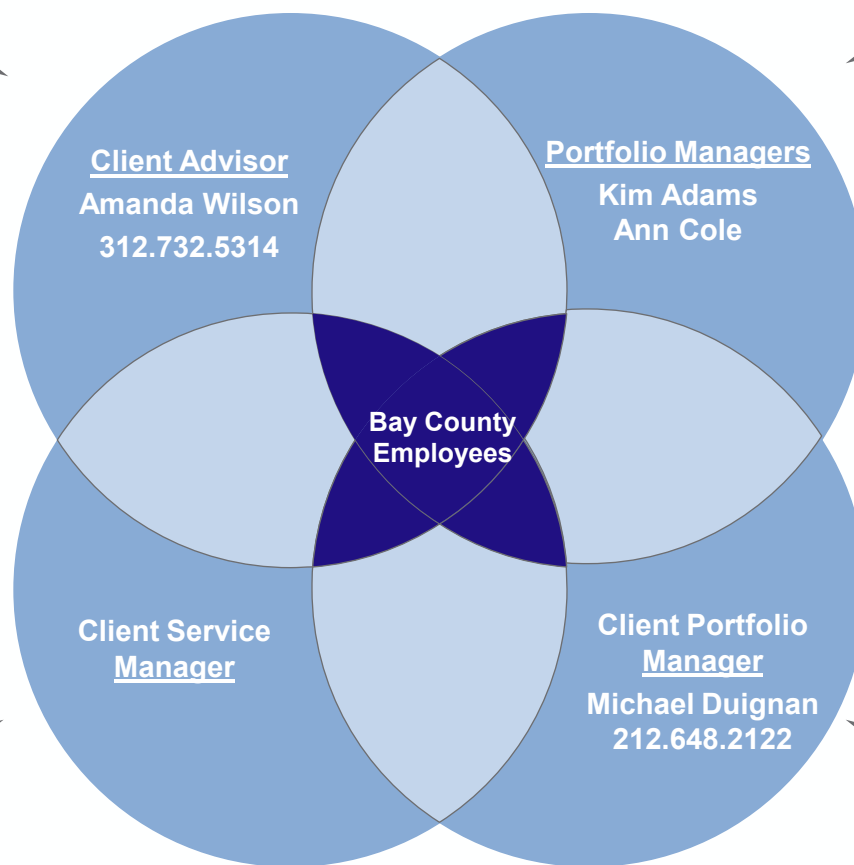 Client Advisor
Amanda Wilson
312.732.5314
Portfolio Managers
Kim Adams
Ann Cole
Bay County
Employees
Client Service
Manager
Client Portfolio
Manager
Michael Duignan
212.648.2122